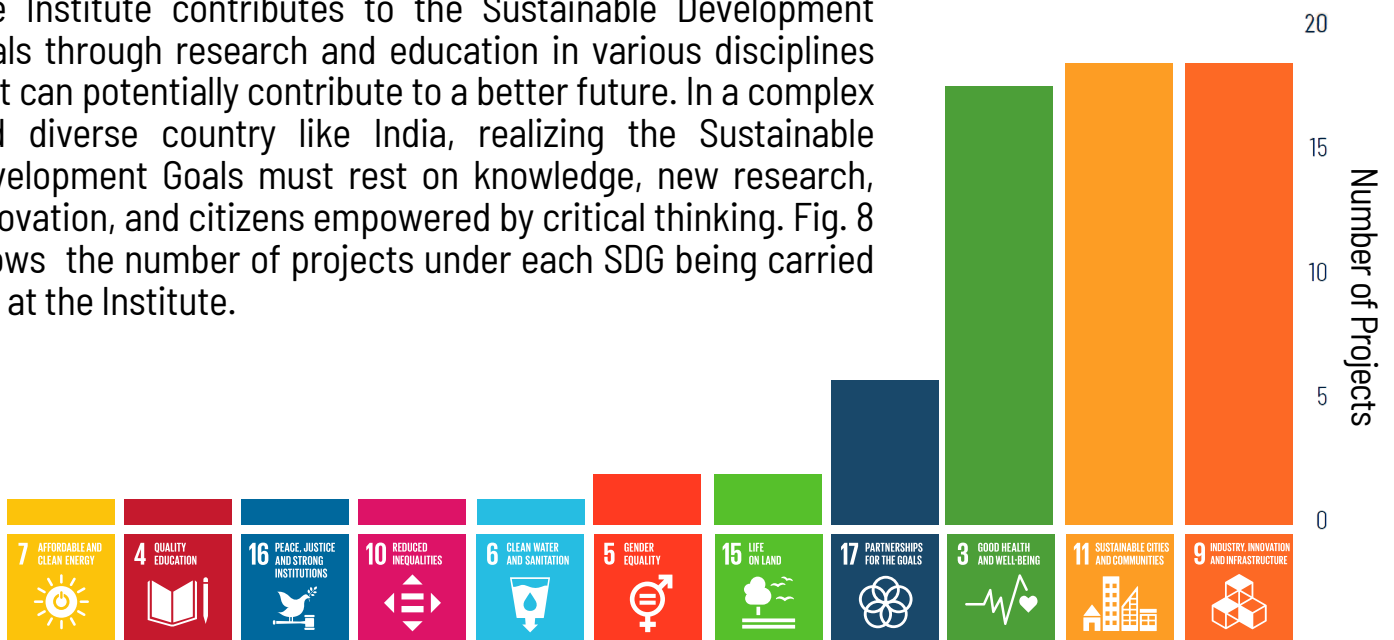 e Institute contributes to the Sustainable Development
als through research and education in various disciplines
t can potentially contribute to a better future. In a complex
d diverse country like India, realizing the Sustainable
velopment Goals must rest on knowledge, new research,
ovation, and citizens empowered by critical thinking. Fig. 8
ows the number of projects under each SDG being carried
at the Institute.
20
15
10
5
0
Number of Projects
7 AFFORDABLE AND
CLEAN ENERGY
4 QUALITY
EDUCATION
16 PEACE, JUSTICE
AND STRONG
INSTITUTIONS
10 REDUCED
INEQUALITIES
6 CLEAN WATER
AND SANITATION
5 GENDER
EQUALITY
15 LIFE
ON LAND
17 PARTNERSHIPS
FOR THE GOALS
3 GOOD HEALTH
AND WELL-BEING
11 SUSTAINABLE CITIES
AND COMMUNITIES
9 INDUSTRY, INNOVATION
AND INFRASTRUCTURE